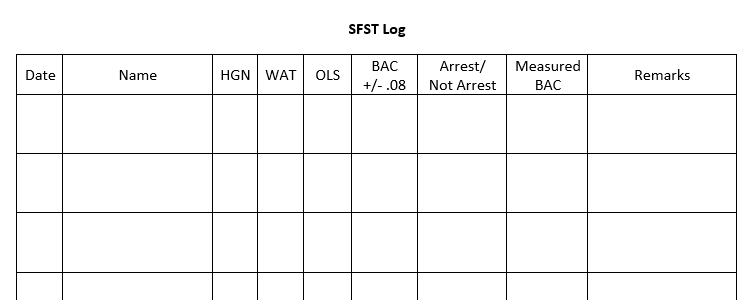 SFST Log
Date Name HGN WAT OLS BAC +/- .08 Arrest/ Not Arrest Measured BAC Remarks